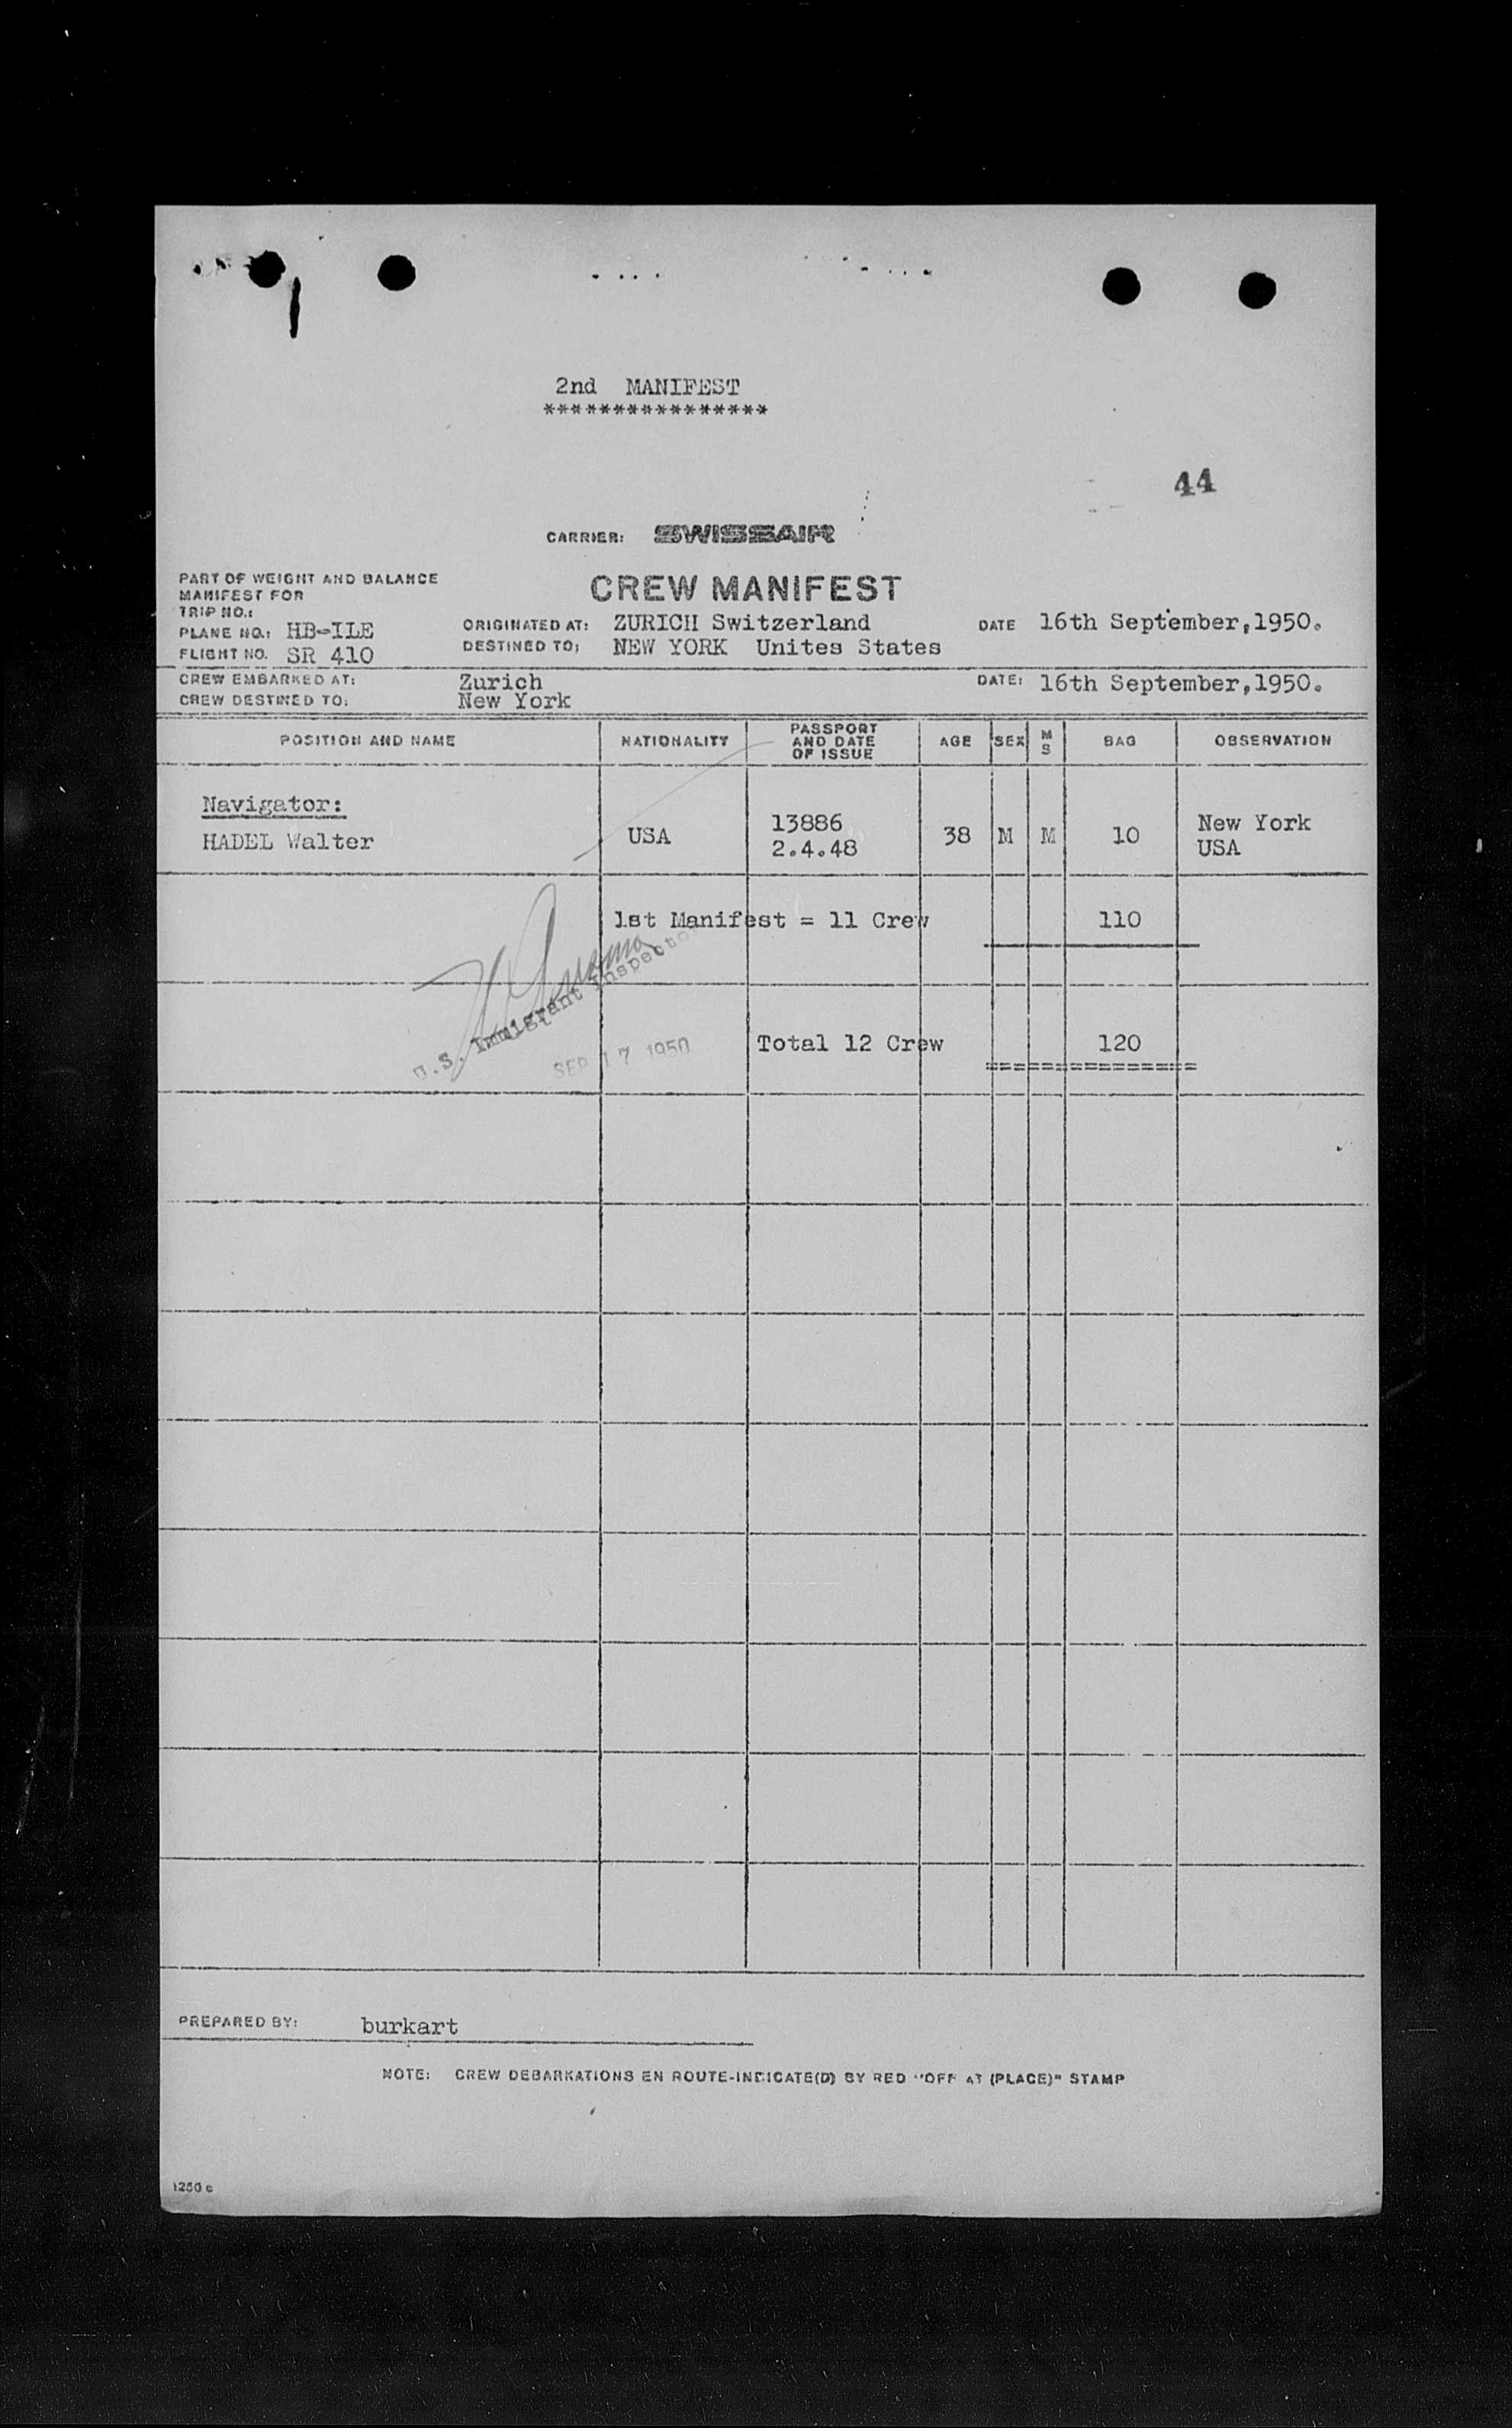 2nd MANIFEST
****************
44
CARRIER: SWISSAIR
PART OF WEIGHT AND BALANCE
MANIFEST FOR
CREW MANIFEST
TRIP NO.:
PLANE NO.: HB-ILE
FLIGHT NO. SR 410
ORIGINATED AT: ZURICH Switzerland
DATE 16th September,1950.
DESTINED TO: NEW YORK Unites States
CREW EMBARKED AT: Zurich
DATE: 16th September,1950.
CREW DESTINED TO: New York
POSITION AND NAME NATIONALITY PASSPORT AND DATE OF ISSUE AGE SEX M S BAG OBSERVATION
Navigator:
HADEL Walter USA 13886 2.4.48 38 M M 10 New York USA
1st Manifest = 11 Crew 110
U.S. Immigrant Inspector
SEP 17 1950
Total 12 Crew 120
==================
PREPARED BY: burkart
NOTE: CREW DEBARKATIONS EN ROUTE-INDICATE(D) BY RED "OFF AT (PLACE)" STAMP
1250 c